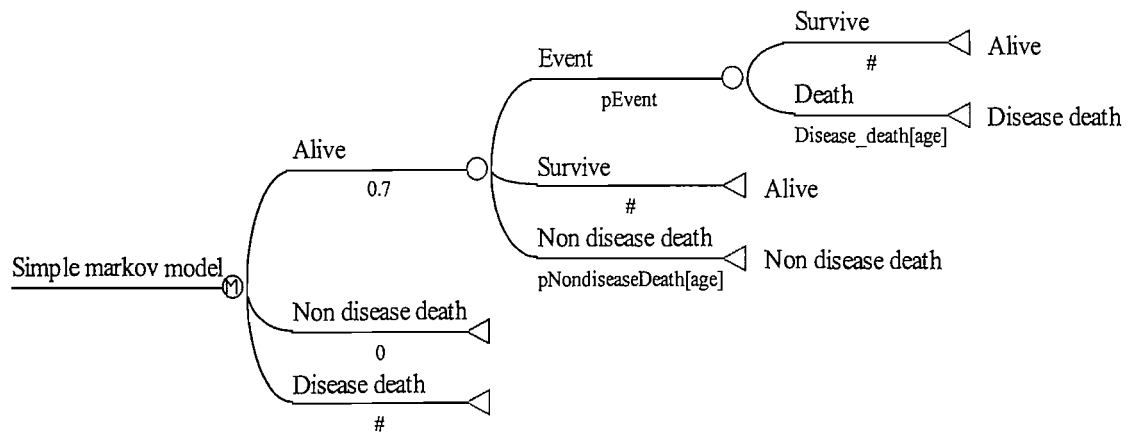 Survive
Alive
#
Event
pEvent
Death
Disease death
Disease_death[age]
Alive
0.7
Survive
Alive
#
Non disease death
Non disease death
pNondiseaseDeath[age]
Simple markov model
M
Non disease death
0
Disease death
#